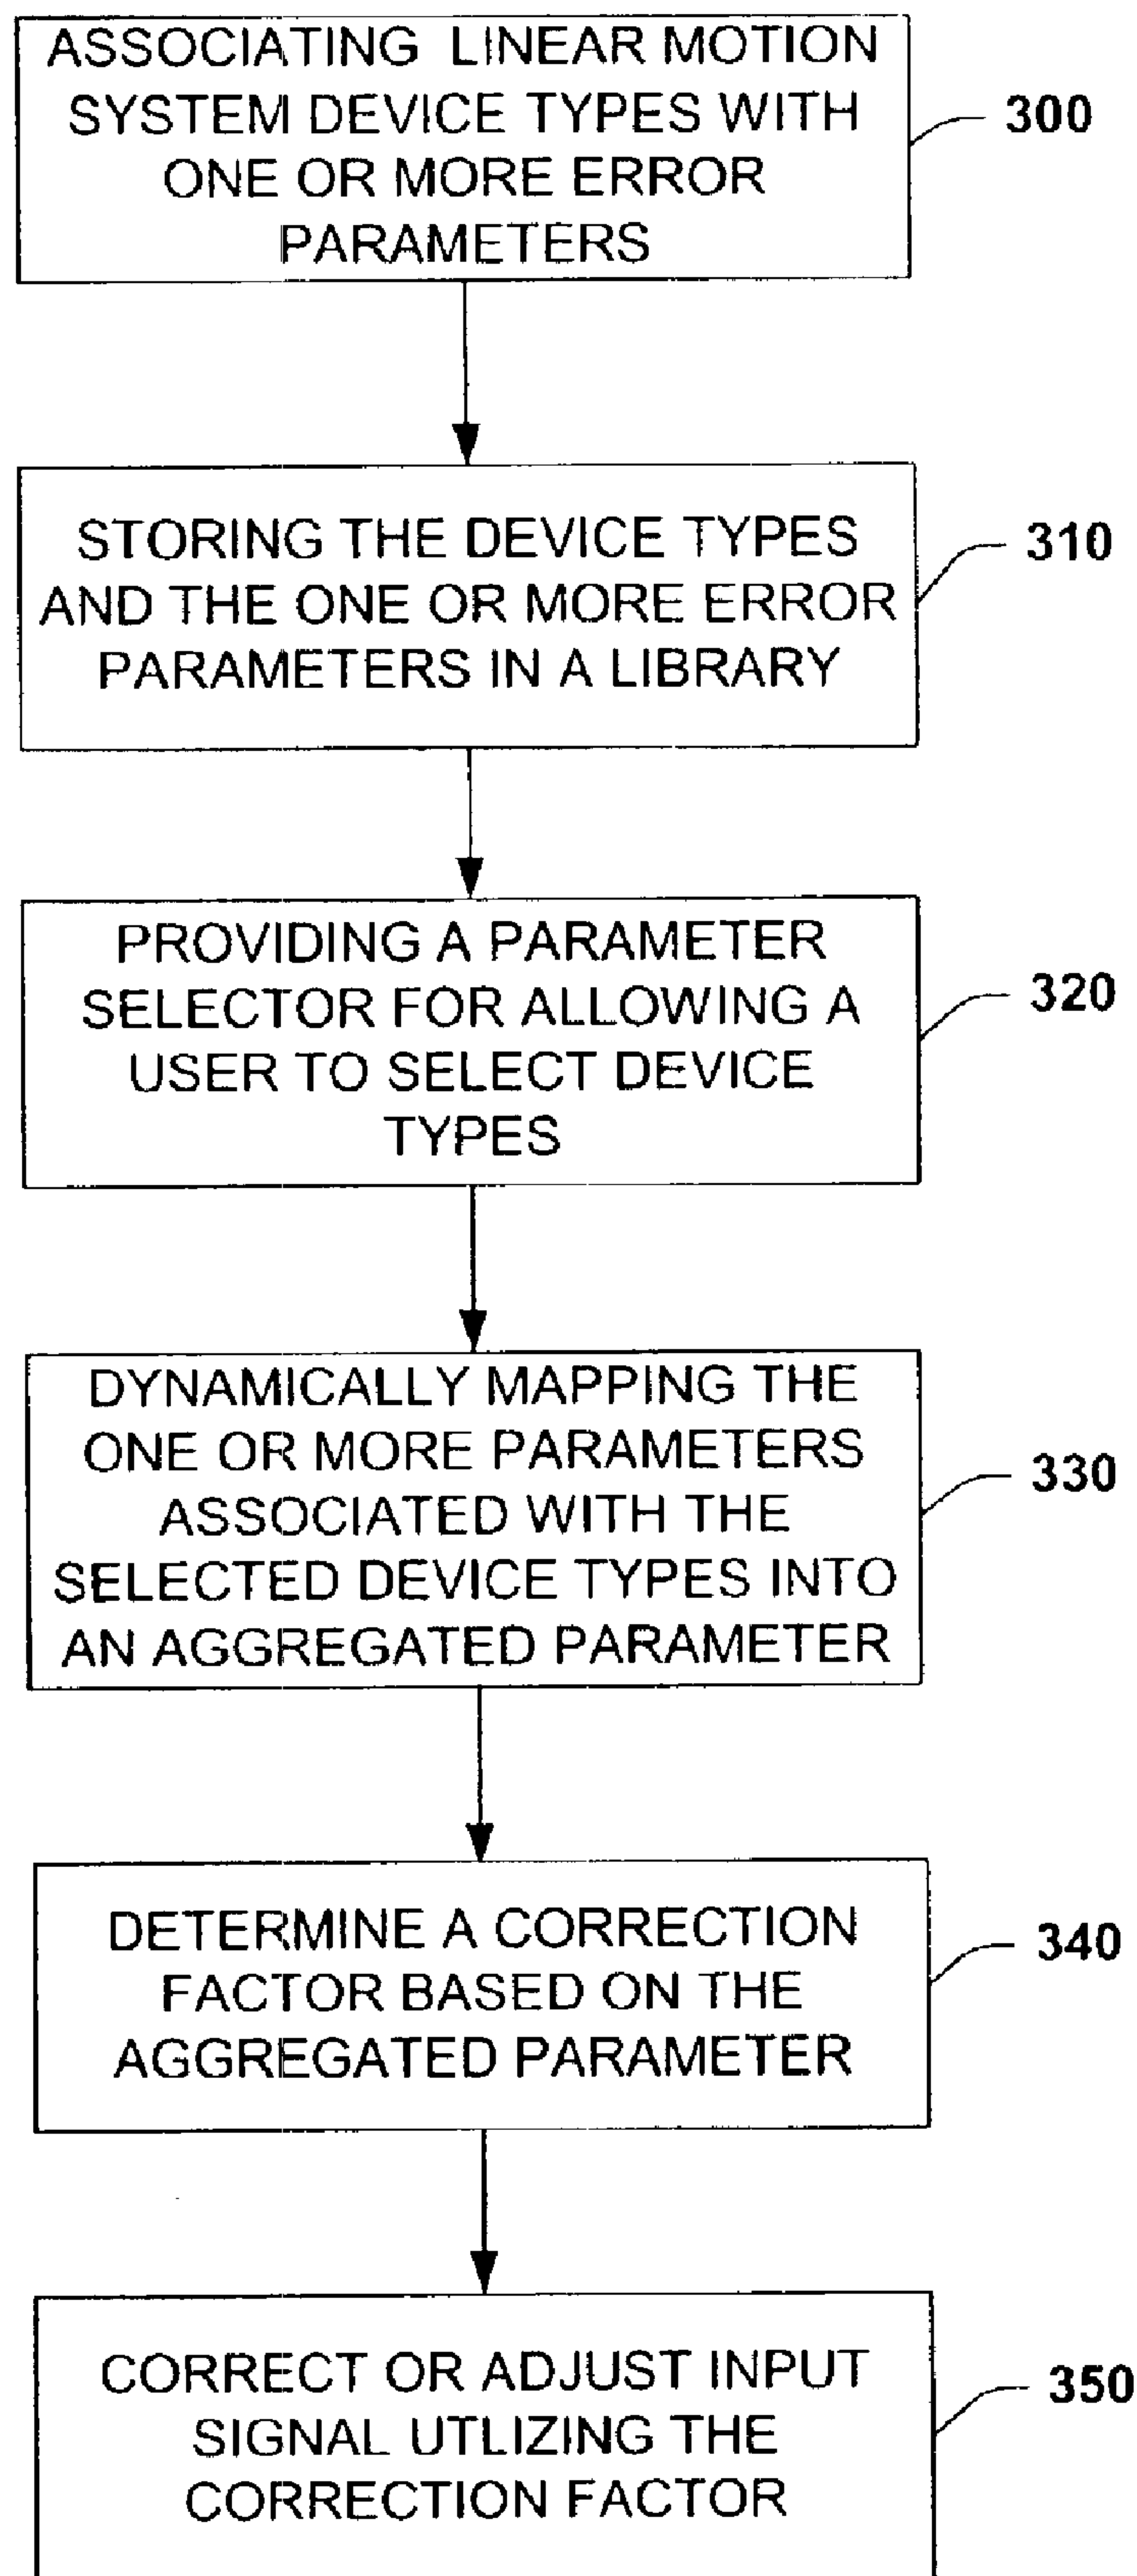 ASSOCIATING LINEAR MOTION
SYSTEM DEVICE TYPES WITH
ONE OR MORE ERROR
PARAMETERS
300
STORING THE DEVICE TYPES
AND THE ONE OR MORE ERROR
PARAMETERS IN A LIBRARY
310
PROVIDING A PARAMETER
SELECTOR FOR ALLOWING A
USER TO SELECT DEVICE
TYPES
320
DYNAMICALLY MAPPING THE
ONE OR MORE PARAMETERS
ASSOCIATED WITH THE
SELECTED DEVICE TYPES INTO
AN AGGREGATED PARAMETER
330
DETERMINE A CORRECTION
FACTOR BASED ON THE
AGGREGATED PARAMETER
340
CORRECT OR ADJUST INPUT
SIGNAL UTLIZING THE
CORRECTION FACTOR
350